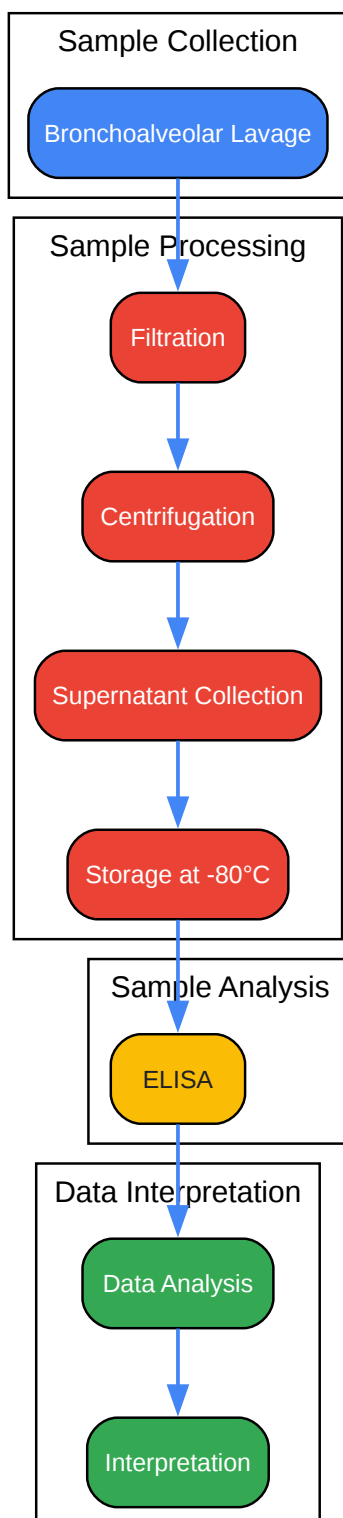 Sample Collection
Bronchoalveolar Lavage
Sample Processing
Filtration
Centrifugation
Supernatant Collection
Storage at -80°C
Sample Analysis
ELISA
Data Interpretation
Data Analysis
Interpretation